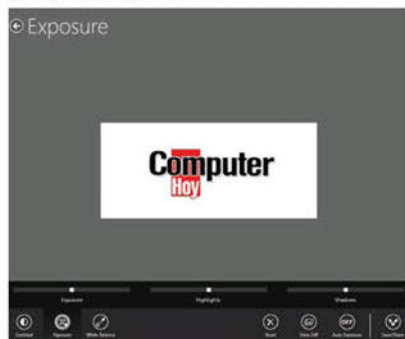 Exposure
Computer
Hoy
Exposure
Highlights
Shadows
Contrast
Exposure
White Balance
Reset
View Diff
Auto Exposure
Save/Share